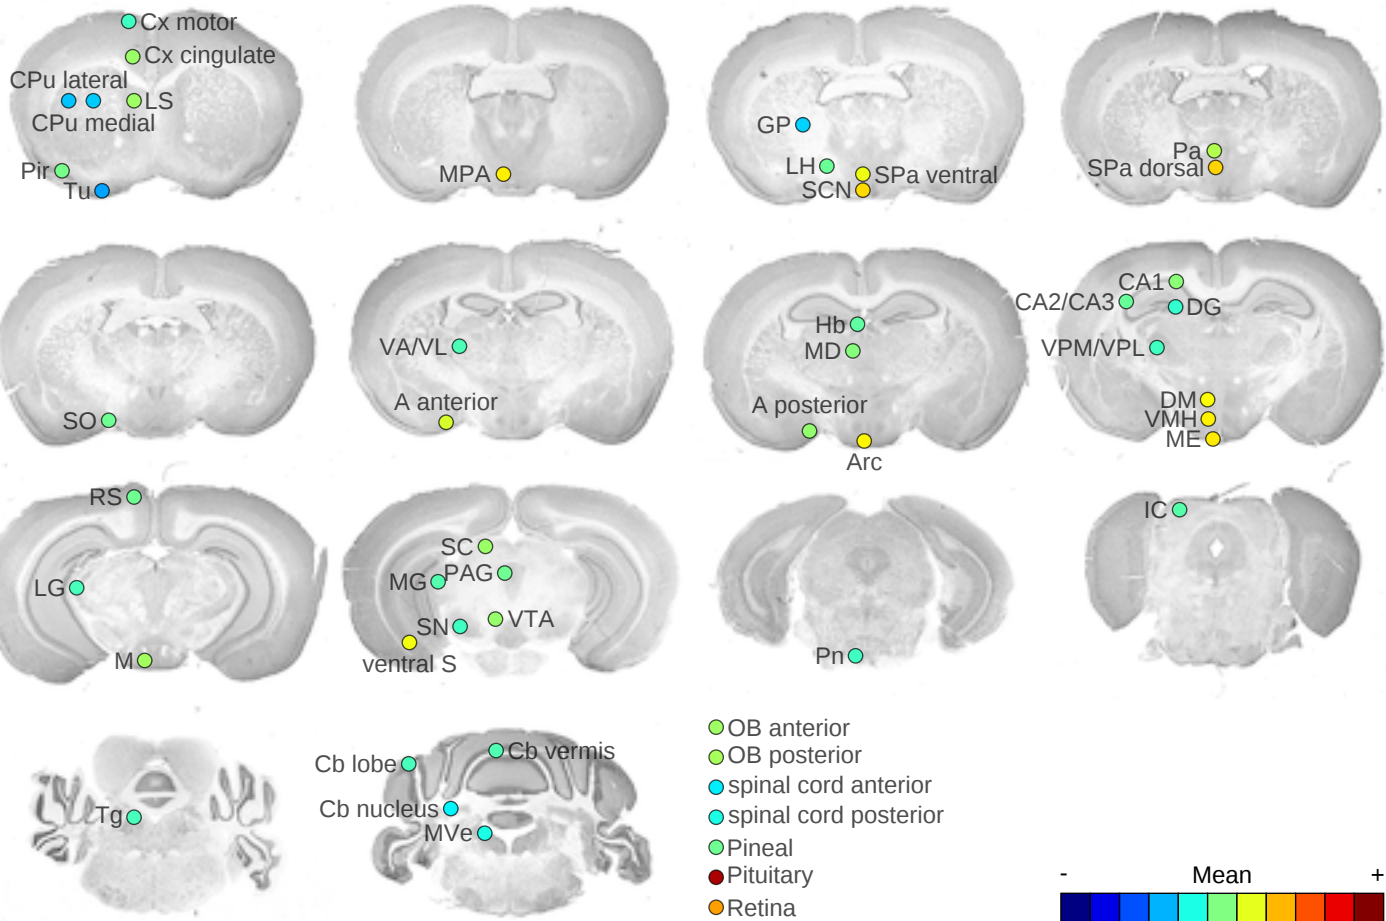 Cx motor
Cx cingulate
CPu lateral
LS
CPu medial
Pir
Tu
MPA
GP
LH
SPa ventral
SCN
Pa
SPa dorsal
SO
VA/VL
A anterior
Hb
MD
A posterior
Arc
CA1
CA2/CA3
DG
VPM/VPL
DM
VMH
ME
RS
LG
M
SC
PAG
MG
VTA
SN
ventral S
Pn
IC
Tg
Cb vermis
Cb lobe
Cb nucleus
MVe
OB anterior
OB posterior
spinal cord anterior
spinal cord posterior
Pineal
Pituitary
Retina
- Mean +